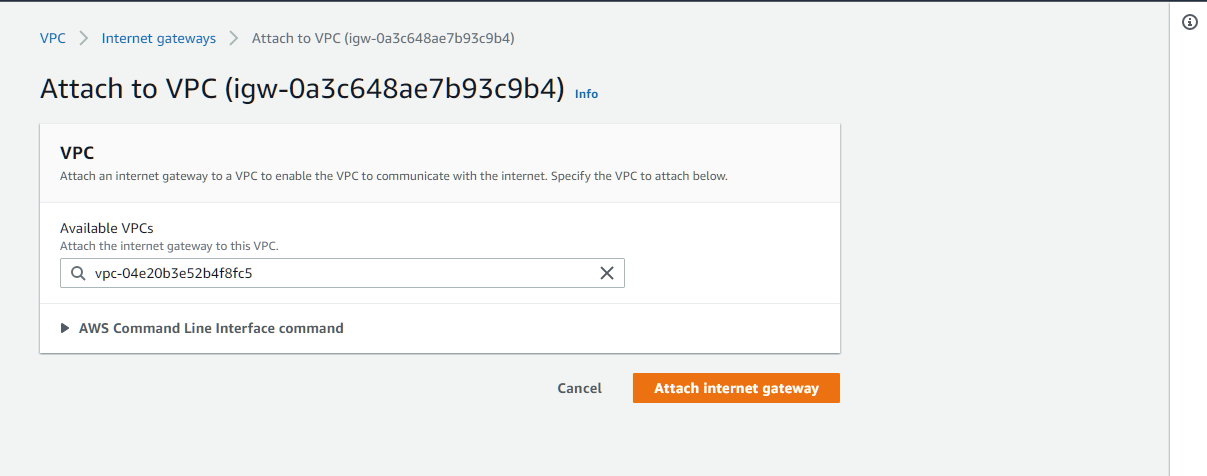 VPC > Internet gateways > Attach to VPC (igw-0a3c648ae7b93c9b4)
Attach to VPC (igw-0a3c648ae7b93c9b4) Info
VPC
Attach an internet gateway to a VPC to enable the VPC to communicate with the internet. Specify the VPC to attach below.
Available VPCs
Attach the internet gateway to this VPC.
vpc-04e20b3e52b4f8fc5
AWS Command Line Interface command
Cancel Attach internet gateway